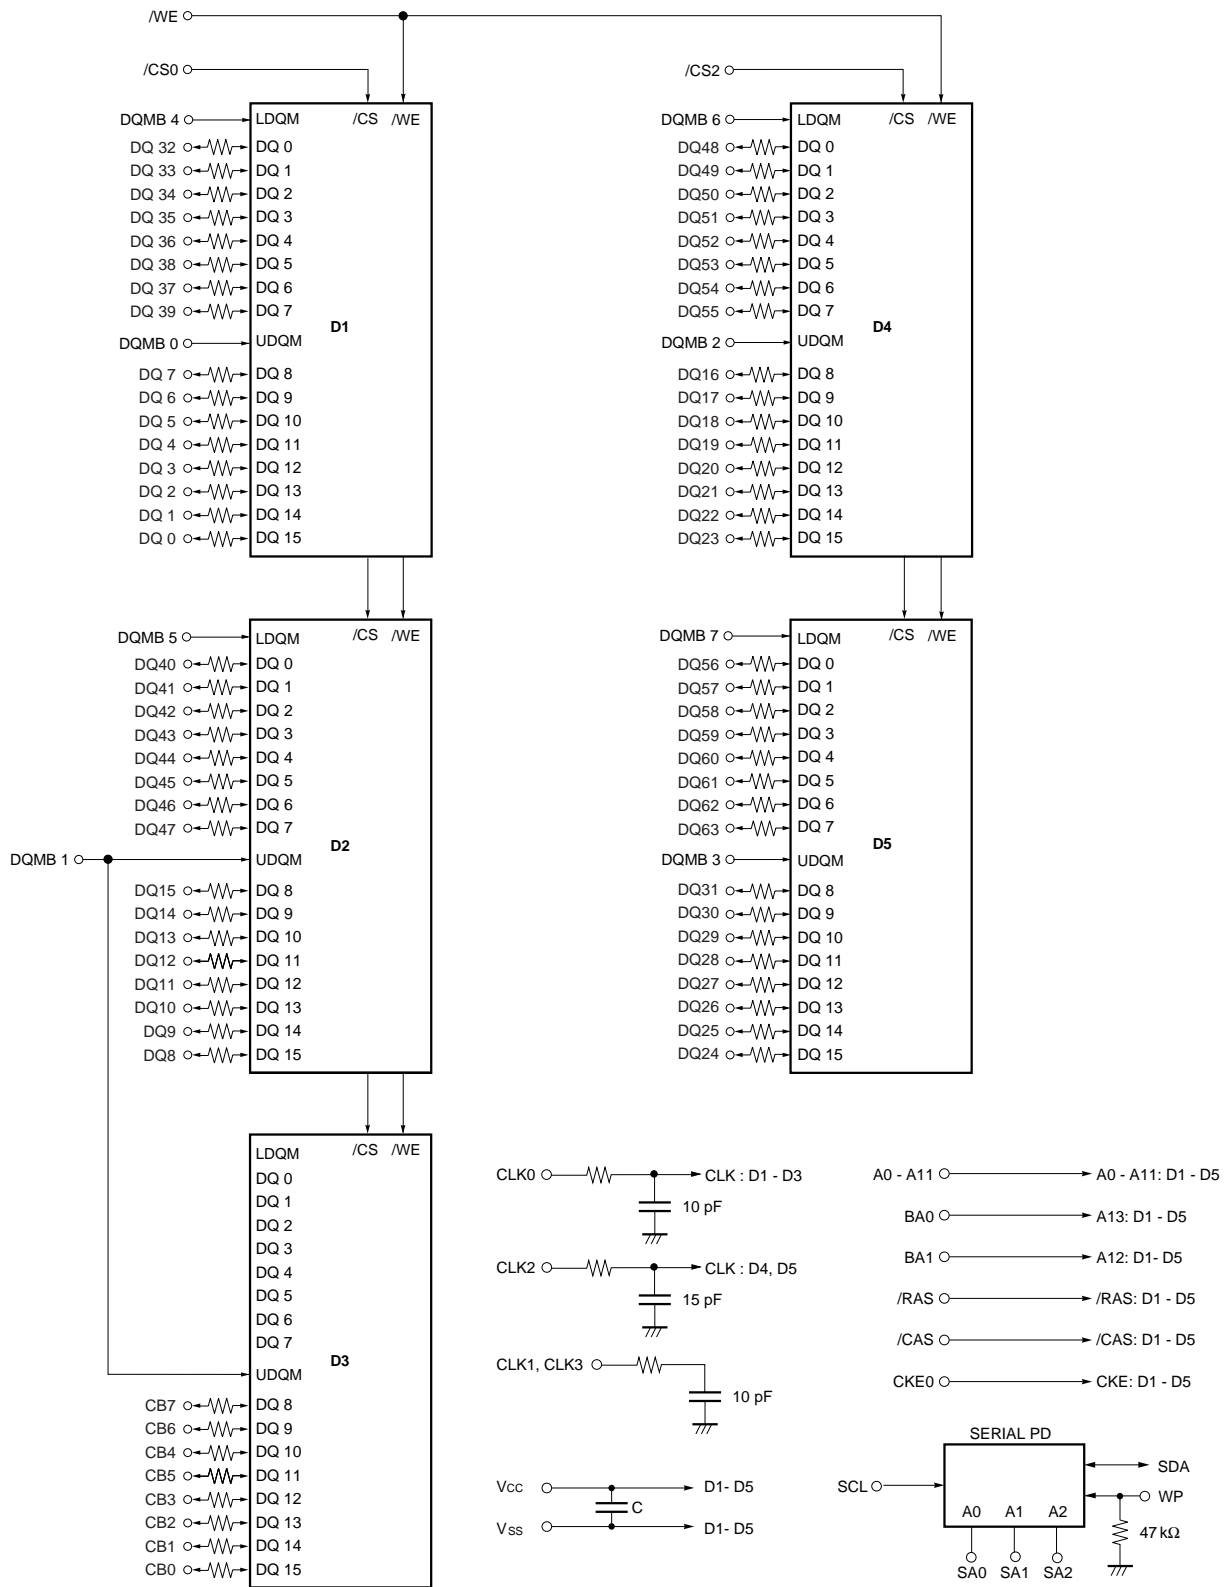 /WE
/CS0
DQMB 4 LDQM /CS /WE
DQ 32 DQ 0
DQ 33 DQ 1
DQ 34 DQ 2
DQ 35 DQ 3
DQ 36 DQ 4
DQ 38 DQ 5
DQ 37 DQ 6
DQ 39 DQ 7
D1
DQMB 0 UDQM
DQ 7 DQ 8
DQ 6 DQ 9
DQ 5 DQ 10
DQ 4 DQ 11
DQ 3 DQ 12
DQ 2 DQ 13
DQ 1 DQ 14
DQ 0 DQ 15
/CS2
DQMB 6 LDQM /CS /WE
DQ48 DQ 0
DQ49 DQ 1
DQ50 DQ 2
DQ51 DQ 3
DQ52 DQ 4
DQ53 DQ 5
DQ54 DQ 6
DQ55 DQ 7
D4
DQMB 2 UDQM
DQ16 DQ 8
DQ17 DQ 9
DQ18 DQ 10
DQ19 DQ 11
DQ20 DQ 12
DQ21 DQ 13
DQ22 DQ 14
DQ23 DQ 15
DQMB 5 LDQM /CS /WE
DQ40 DQ 0
DQ41 DQ 1
DQ42 DQ 2
DQ43 DQ 3
DQ44 DQ 4
DQ45 DQ 5
DQ46 DQ 6
DQ47 DQ 7
D2
DQMB 1 UDQM
DQ15 DQ 8
DQ14 DQ 9
DQ13 DQ 10
DQ12 DQ 11
DQ11 DQ 12
DQ10 DQ 13
DQ9 DQ 14
DQ8 DQ 15
DQMB 7 LDQM /CS /WE
DQ56 DQ 0
DQ57 DQ 1
DQ58 DQ 2
DQ59 DQ 3
DQ60 DQ 4
DQ61 DQ 5
DQ62 DQ 6
DQ63 DQ 7
D5
DQMB 3 UDQM
DQ31 DQ 8
DQ30 DQ 9
DQ29 DQ 10
DQ28 DQ 11
DQ27 DQ 12
DQ26 DQ 13
DQ25 DQ 14
DQ24 DQ 15
LDQM /CS /WE
DQ 0
DQ 1
DQ 2
DQ 3
DQ 4
DQ 5
DQ 6
DQ 7
D3
UDQM
CB7 DQ 8
CB6 DQ 9
CB4 DQ 10
CB5 DQ 11
CB3 DQ 12
CB2 DQ 13
CB1 DQ 14
CB0 DQ 15
CLK0 CLK : D1 - D3
10 pF
CLK2 CLK : D4, D5
15 pF
CLK1, CLK3
10 pF
VCC D1- D5
C
VSS D1- D5
A0 - A11 A0 - A11: D1 - D5
BA0 A13: D1 - D5
BA1 A12: D1- D5
/RAS /RAS: D1 - D5
/CAS /CAS: D1 - D5
CKE0 CKE: D1 - D5
SERIAL PD
SDA
SCL
WP
A0 A1 A2
47 kΩ
SA0 SA1 SA2